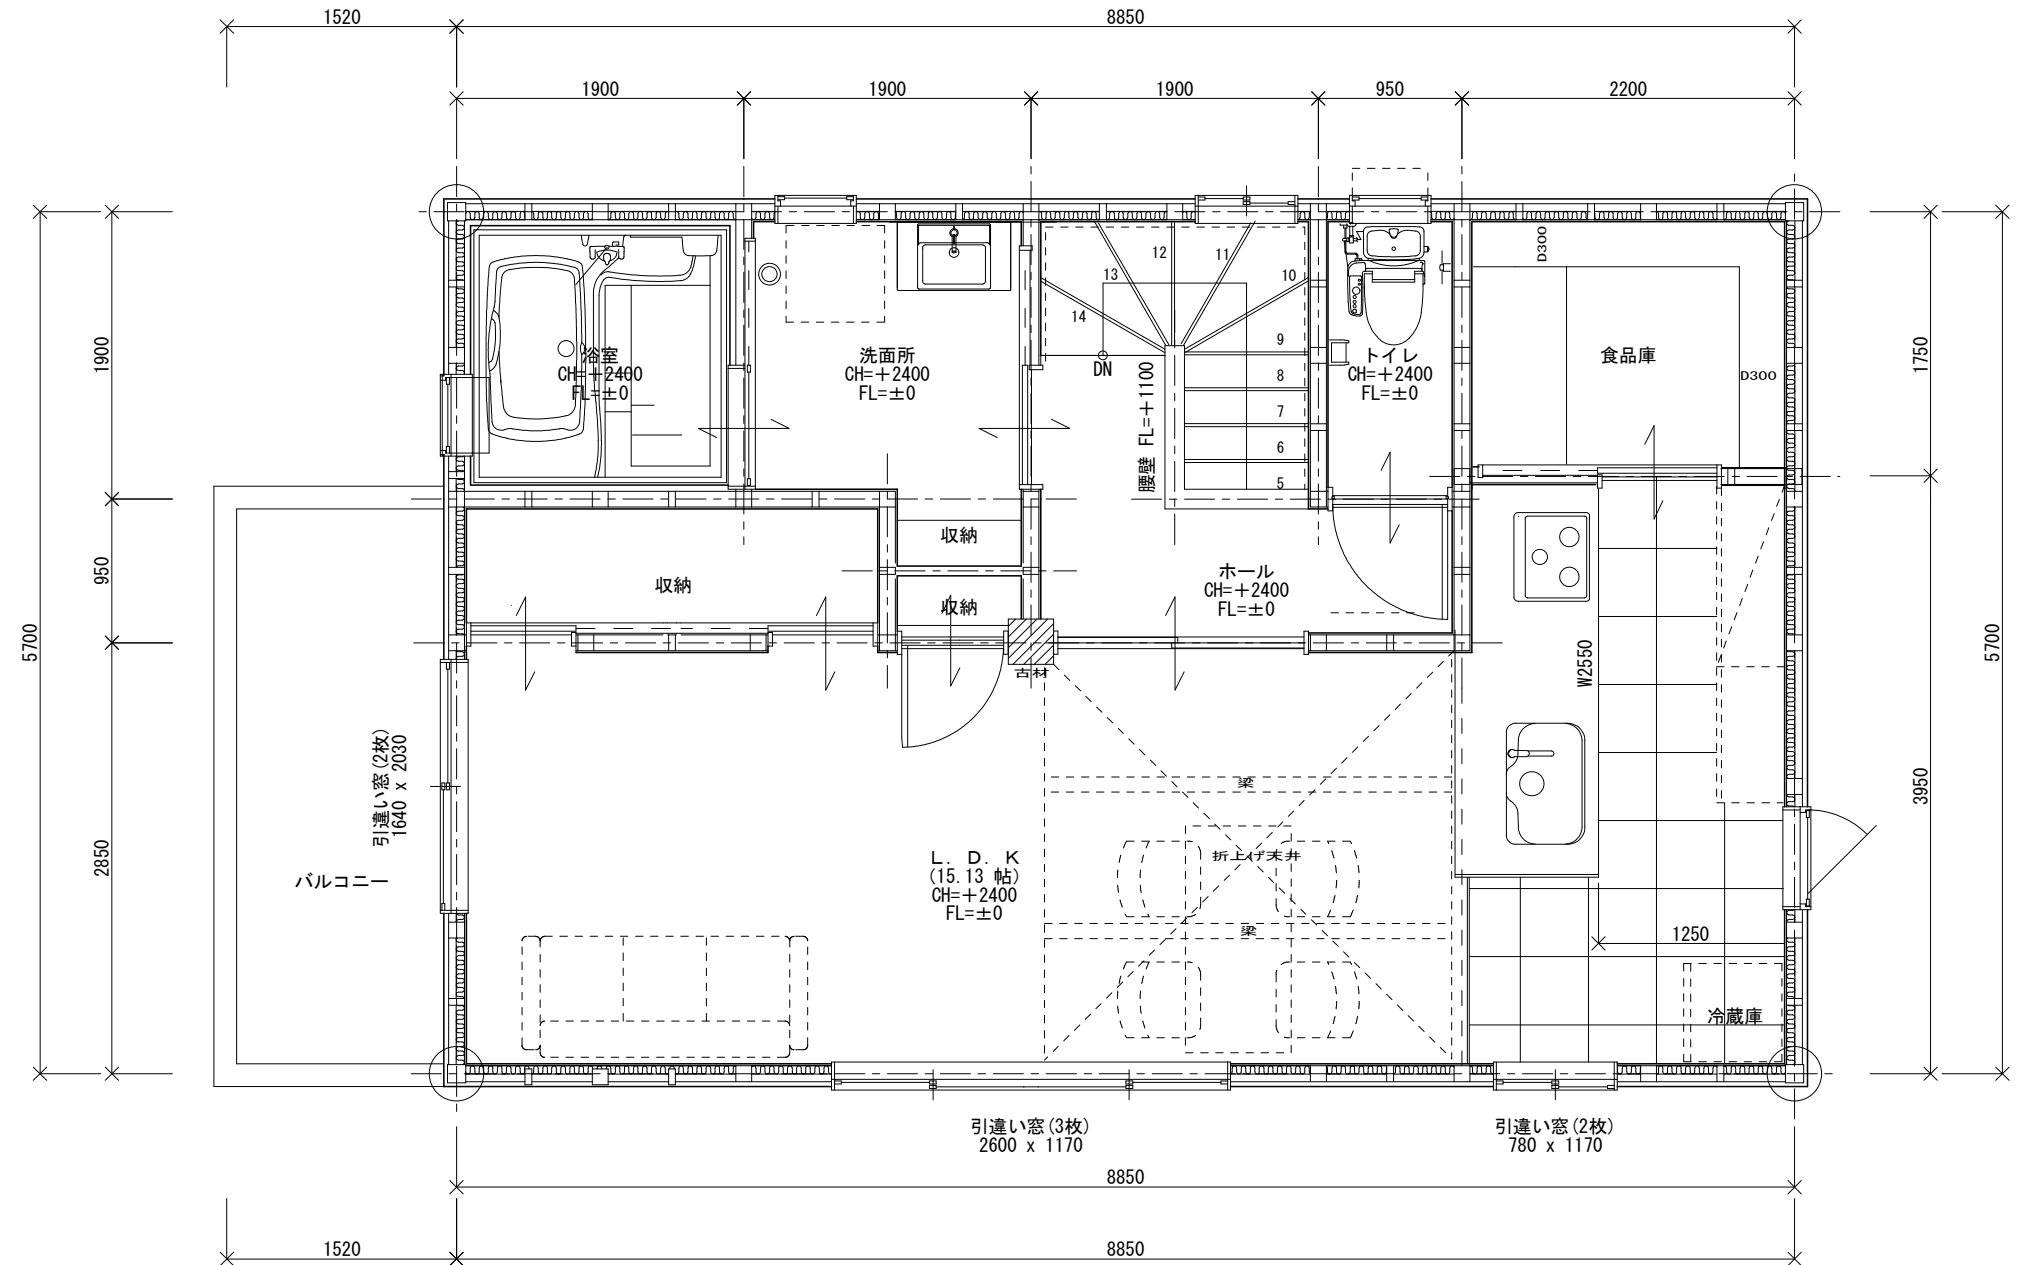 1520
8850
1900
1900
1900
950
2200
D300
12
11
13
10
14
9
浴室
CH=+2400
FL=±0
洗面所
CH=+2400
FL=±0
DN
腰壁 FL=+1100
8
7
6
5
トイレ
CH=+2400
FL=±0
食品庫
D300
1900
950
2850
5700
1750
3950
5700
収納
収納
収納
ホール
CH=+2400
FL=±0
古材
W2550
引違い窓(2枚)
1640 x 2030
梁
バルコニー
L. D. K
(15.13 帖)
CH=+2400
FL=±0
折上げ天井
梁
1250
冷蔵庫
引違い窓(3枚)
2600 x 1170
引違い窓(2枚)
780 x 1170
8850
1520
8850